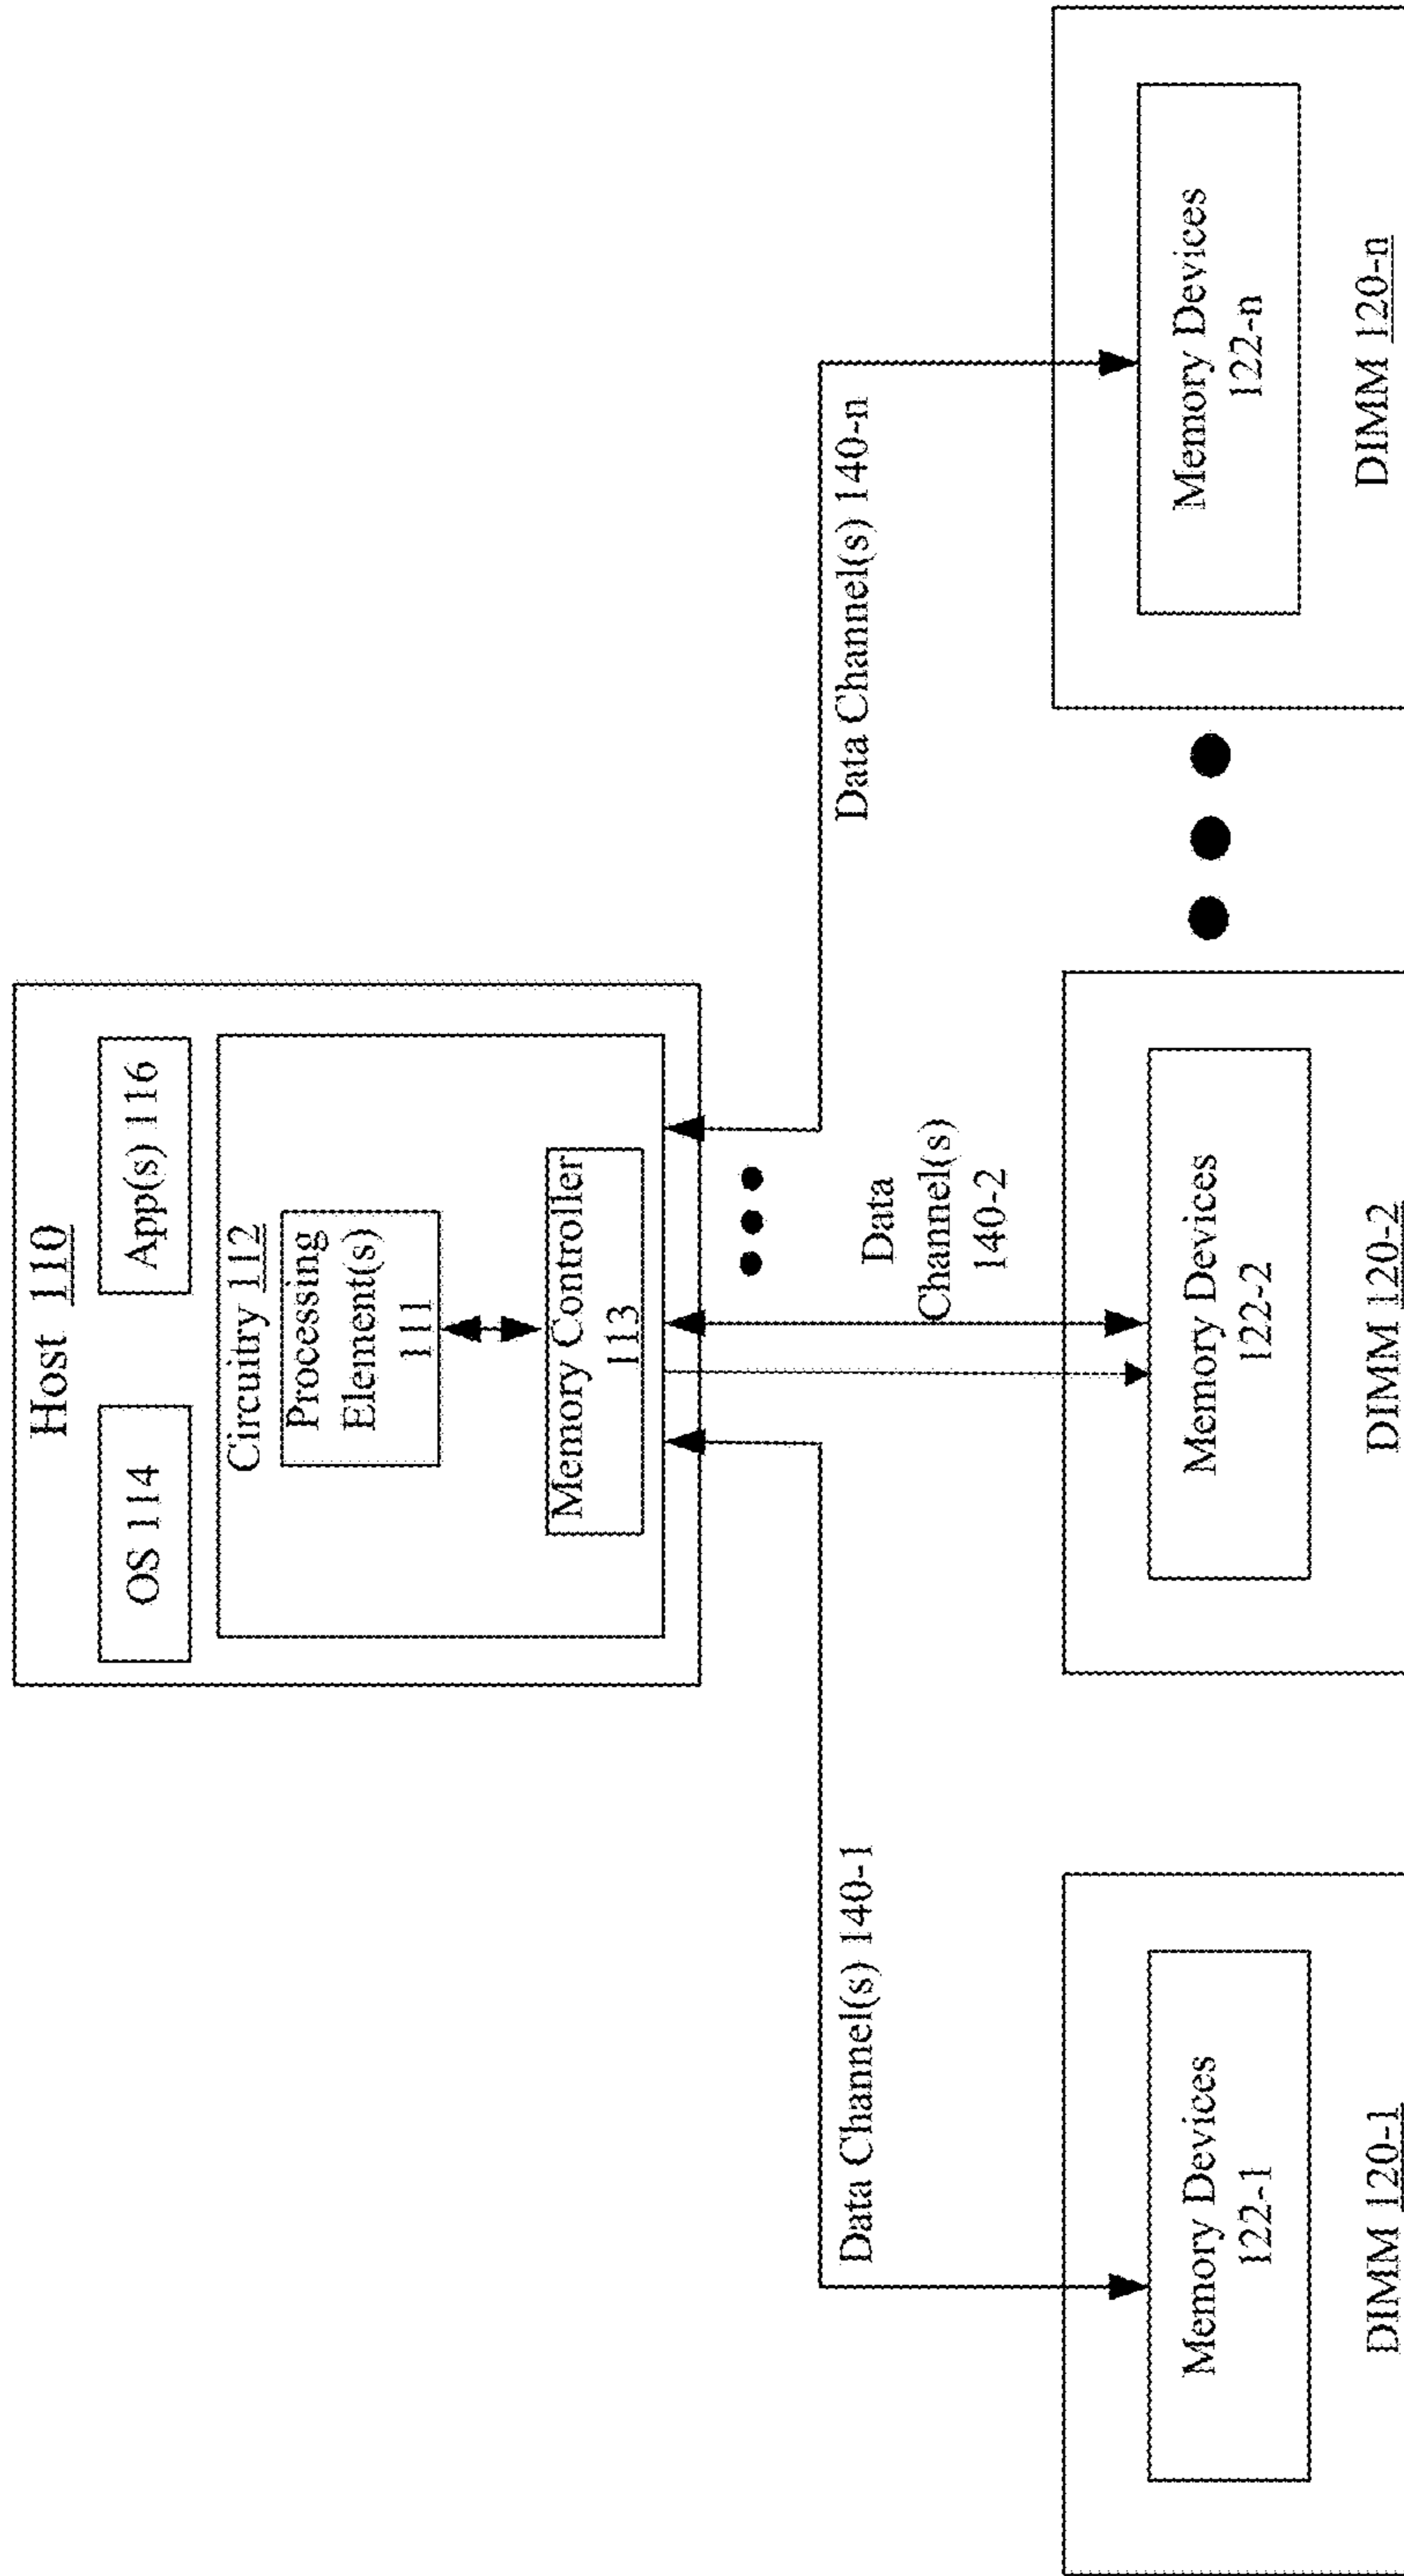 Host 110
OS 114
App(s) 116
Circuitry 112
Processing
Element(s)
111
Memory Controller
113
Data Channel(s) 140-1
Data
Channel(s)
140-2
Data Channel(s) 140-n
Memory Devices
122-1
DIMM 120-1
Memory Devices
122-2
DIMM 120-2
Memory Devices
122-n
DIMM 120-n